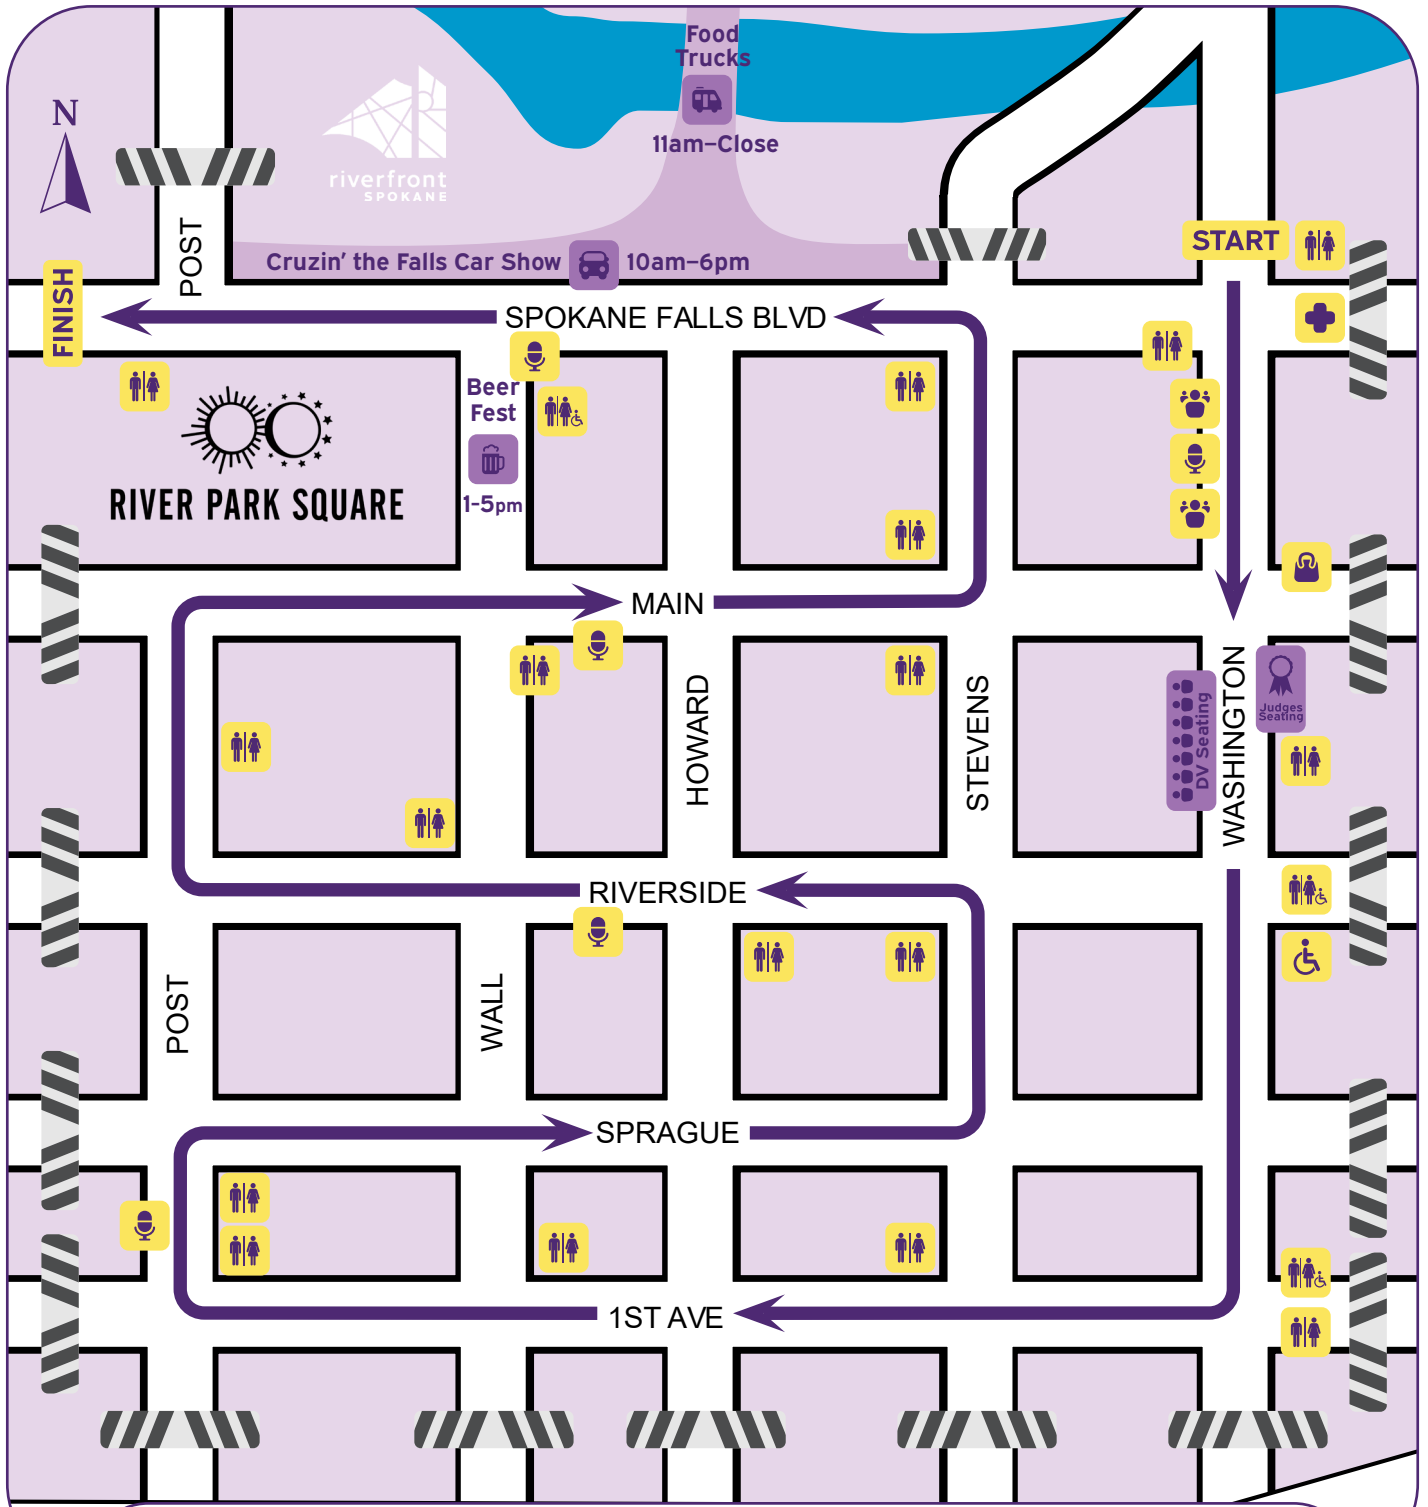 Food
Trucks
11am–Close
N
riverfront
SPOKANE
POST
START
Cruzin' the Falls Car Show
10am–6pm
FINISH
SPOKANE FALLS BLVD
Beer
Fest
1-5pm
RIVER PARK SQUARE
MAIN
HOWARD
STEVENS
DV Seating
WASHINGTON
Judges
Seating
RIVERSIDE
POST
WALL
SPRAGUE
1ST AVE